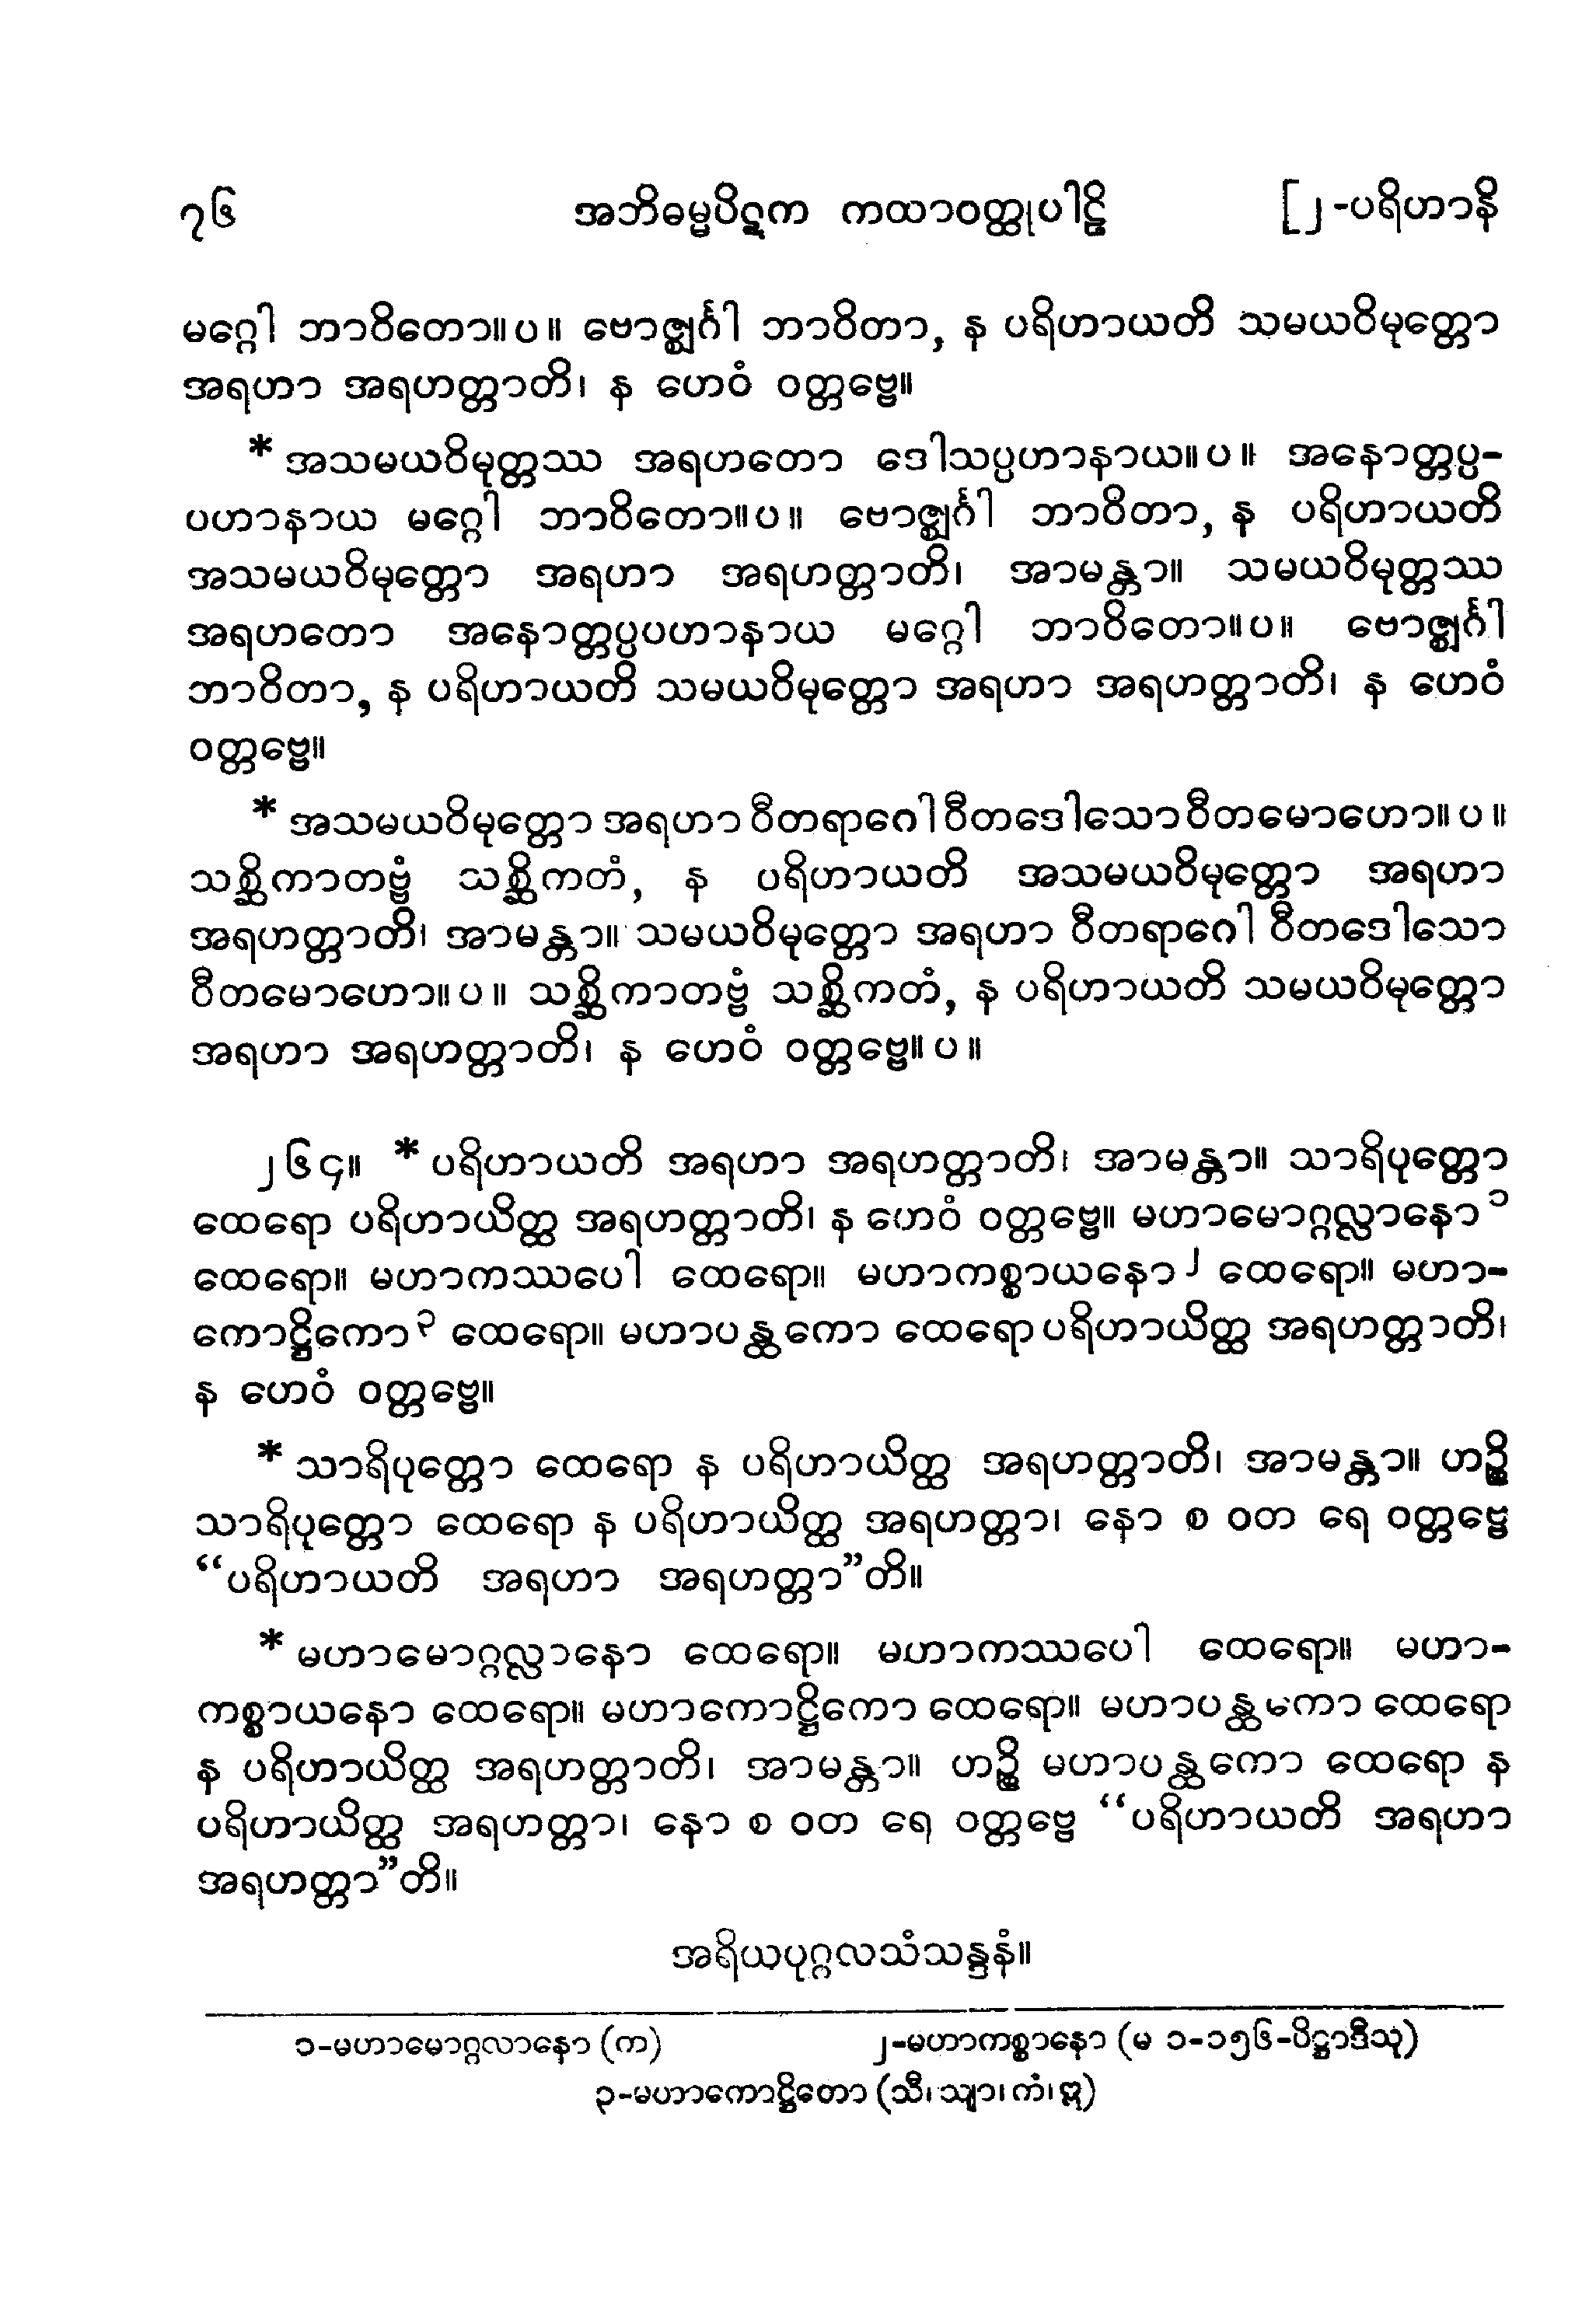 ၇၆ အဘိဓမ္မပိဋက ကထာဝတ္ထုပါဠိ [၂-ပရိဟာနိ
မဂ္ဂေါ ဘာဝိတော။ပ။ ဗောဇ္ဈင်္ဂါ ဘာဝိတာ, န ပရိဟာယတိ သမယဝိမုတ္တော
အရဟာ အရဟတ္တာတိ၊ န ဟေဝံ ဝတ္တဗ္ဗေ။
* အသမယဝိမုတ္တဿ အရဟတော ဒေါသပ္ပဟာနာယ။ပ။ အနောတ္တပ္ပ-
ပဟာနာယ မဂ္ဂေါ ဘာဝိတော။ပ။ ဗောဇ္ဈင်္ဂါ ဘာဝိတာ, န ပရိဟာယတိ
အသမယဝိမုတ္တော အရဟာ အရဟတ္တာတိ၊ အာမန္တာ။ သမယဝိမုတ္တဿ
အရဟတော အနောတ္တပ္ပပဟာနာယ မဂ္ဂေါ ဘာဝိတော။ပ။ ဗောဇ္ဈင်္ဂါ
ဘာဝိတာ, န ပရိဟာယတိ သမယဝိမုတ္တော အရဟာ အရဟတ္တာတိ၊ န ဟေဝံ
ဝတ္တဗ္ဗေ။
* အသမယဝိမုတ္တော အရဟာ ဝီတရာဂေါ ဝီတဒေါသော ဝီတမောဟော။ပ။
သစ္ဆိကာတဗ္ဗံ သစ္ဆိကတံ, န ပရိဟာယတိ အသမယဝိမုတ္တော အရဟာ
အရဟတ္တာတိ၊ အာမန္တာ။ သမယဝိမုတ္တော အရဟာ ဝီတရာဂေါ ဝီတဒေါသော
ဝီတမောဟော။ပ။ သစ္ဆိကာတဗ္ဗံ သစ္ဆိကတံ, န ပရိဟာယတိ သမယဝိမုတ္တော
အရဟာ အရဟတ္တာတိ၊ န ဟေဝံ ဝတ္တဗ္ဗေ။ပ။
၂၆၄။ * ပရိဟာယတိ အရဟာ အရဟတ္တာတိ၊ အာမန္တာ။ သာရိပုတ္တော
ထေရော ပရိဟာယိတ္ထ အရဟတ္တာတိ၊ န ဟေဝံ ဝတ္တဗ္ဗေ။ မဟာမောဂ္ဂလ္လာနော ၁
ထေရော။ မဟာကဿပေါ ထေရော။ မဟာကစ္စာယနော ၂ ထေရော။ မဟာ-
ကောဋ္ဌိကော ၃ ထေရော။ မဟာပန္ထကော ထေရော ပရိဟာယိတ္ထ အရဟတ္တာတိ၊
န ဟေဝံ ဝတ္တဗ္ဗေ။
* သာရိပုတ္တော ထေရော န ပရိဟာယိတ္ထ အရဟတ္တာတိ၊ အာမန္တာ။ ဟဉ္စိ
သာရိပုတ္တော ထေရော န ပရိဟာယိတ္ထ အရဟတ္တာ၊ နော စ ဝတ ရေ ဝတ္တဗ္ဗေ
“ပရိဟာယတိ အရဟာ အရဟတ္တာ”တိ။
* မဟာမောဂ္ဂလ္လာနော ထေရော။ မဟာကဿပေါ ထေရော။ မဟာ-
ကစ္စာယနော ထေရော။ မဟာကောဋ္ဌိကော ထေရော။ မဟာပန္ထကော ထေရော
န ပရိဟာယိတ္ထ အရဟတ္တာတိ၊ အာမန္တာ။ ဟဉ္စိ မဟာပန္ထကော ထေရော န
ပရိဟာယိတ္ထ အရဟတ္တာ၊ နော စ ဝတ ရေ ဝတ္တဗ္ဗေ “ပရိဟာယတိ အရဟာ
အရဟတ္တာ”တိ။
အရိယပုဂ္ဂလသံသန္ဒနံ။
၁-မဟာမောဂ္ဂလာနော (က) ၂-မဟာကစ္စာနော (မ ၁-၁၅၆-ပိဋ္ဌာဒီသု)
၃-မဟာကောဋ္ဌိတော (သီ၊ သျာ၊ ကံ၊ ဣ)